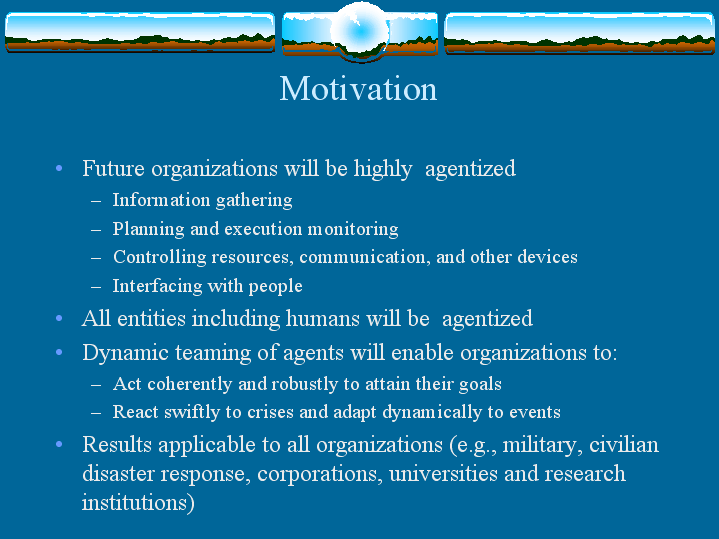 Motivation
• Future organizations will be highly  agentized
– Information gathering
– Planning and execution monitoring
– Controlling resources, communication, and other devices
– Interfacing with people
• All entities including humans will be  agentized
• Dynamic teaming of agents will enable organizations to:
– Act coherently and robustly to attain their goals
– React swiftly to crises and adapt dynamically to events
• Results applicable to all organizations (e.g., military, civilian
disaster response, corporations, universities and research
institutions)